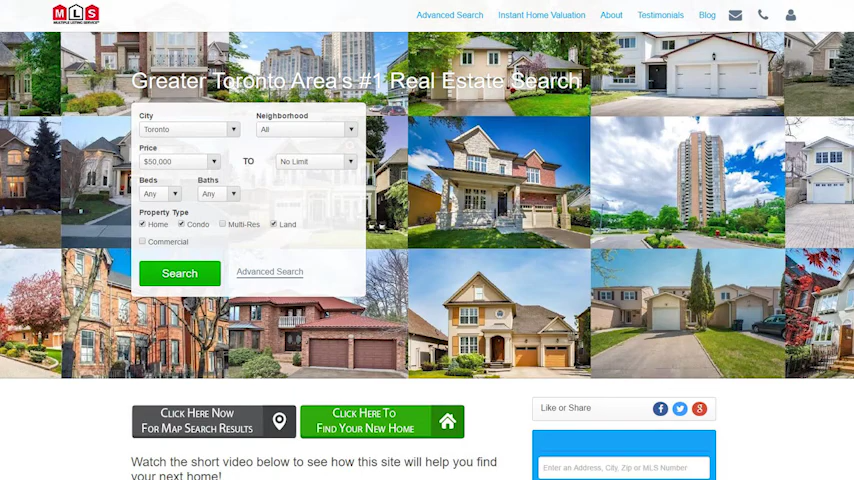 MLS
MULTIPLE LISTING SERVICE
Advanced Search
Instant Home Valuation
About
Testimonials
Blog
Greater Toronto Area's #1 Real Estate Search
City
Neighborhood
Toronto
All
Price
$50,000
TO
No Limit
Beds
Baths
Any
Any
Property Type
Home
Condo
Multi-Res
Land
Commercial
Search
Advanced Search
CLICK HERE NOW
FOR MAP SEARCH RESULTS
CLICK HERE TO
FIND YOUR NEW HOME
Like or Share
Enter an Address, City, Zip or MLS Number
Watch the short video below to see how this site will help you find
your next home!